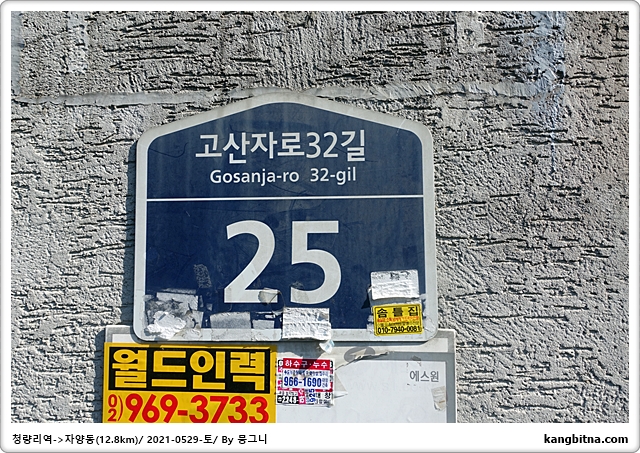 고산자로32길
Gosanja-ro 32-gil
25
솜틀집
010-7940-0081
월드인력
02)969-3733
하수구·누수
966-1690
에스원
청량리역->자양동(12.8km)/ 2021-0529-토/ By 뭉그니
kangbitna.com